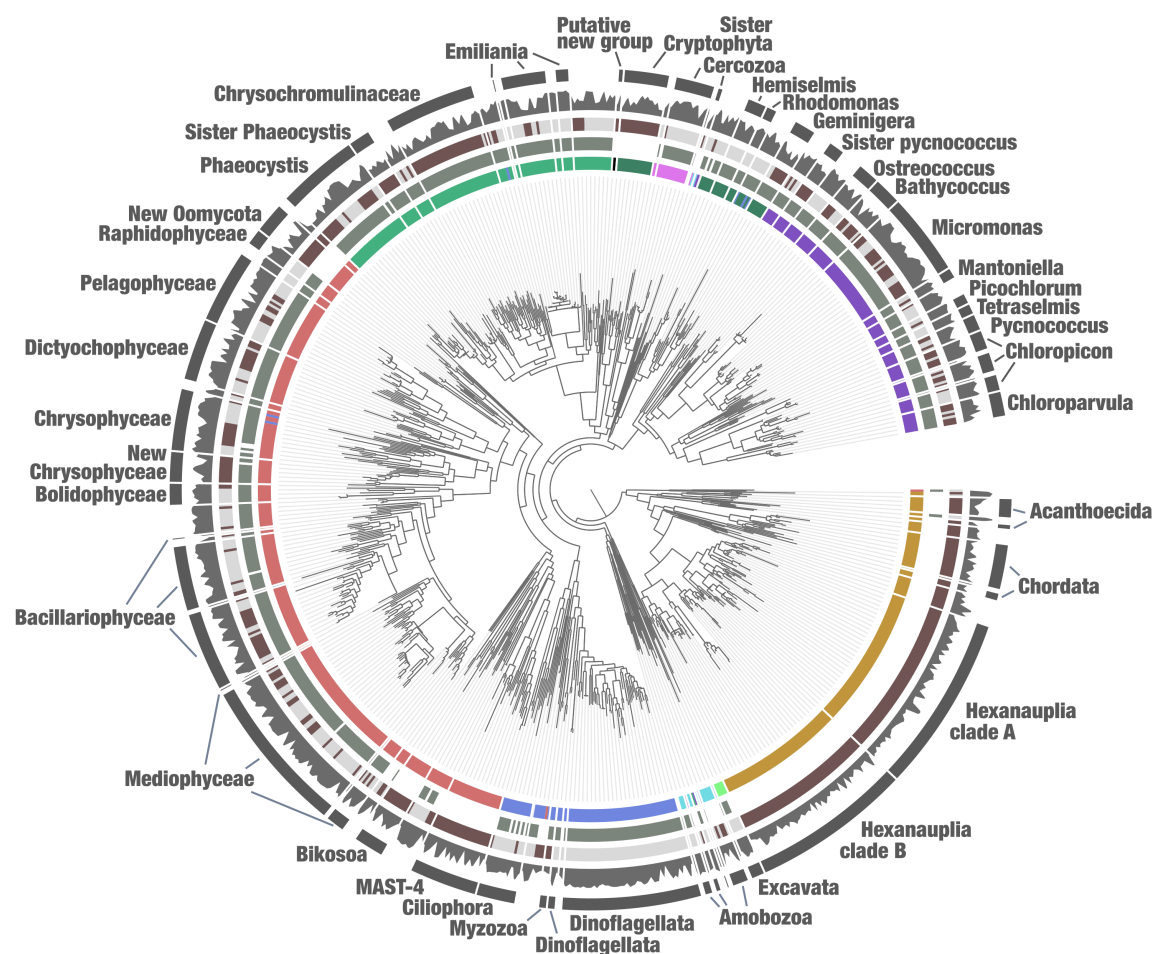 Putative
new group
Sister
Cryptophyta
Cercozoa
Hemiselmis
Rhodomonas
Geminigera
Sister pycnococcus
Ostreococcus
Bathycoccus
Micromonas
Mantoniella
Picochlorum
Tetraselmis
Pycnococcus
Chloropicon
Chloroparvula
Acanthoecida
Chordata
Hexanauplia
clade A
Hexanauplia
clade B
Excavata
Amobozoa
Dinoflagellata
Dinoflagellata
Myzozoa
Ciliophora
MAST-4
Bikosoa
Mediophyceae
Bacillariophyceae
Bolidophyceae
New
Chrysophyceae
Chrysophyceae
Dictyochophyceae
Pelagophyceae
Raphidophyceae
New Oomycota
Phaeocystis
Sister Phaeocystis
Chrysochromulinaceae
Emiliania